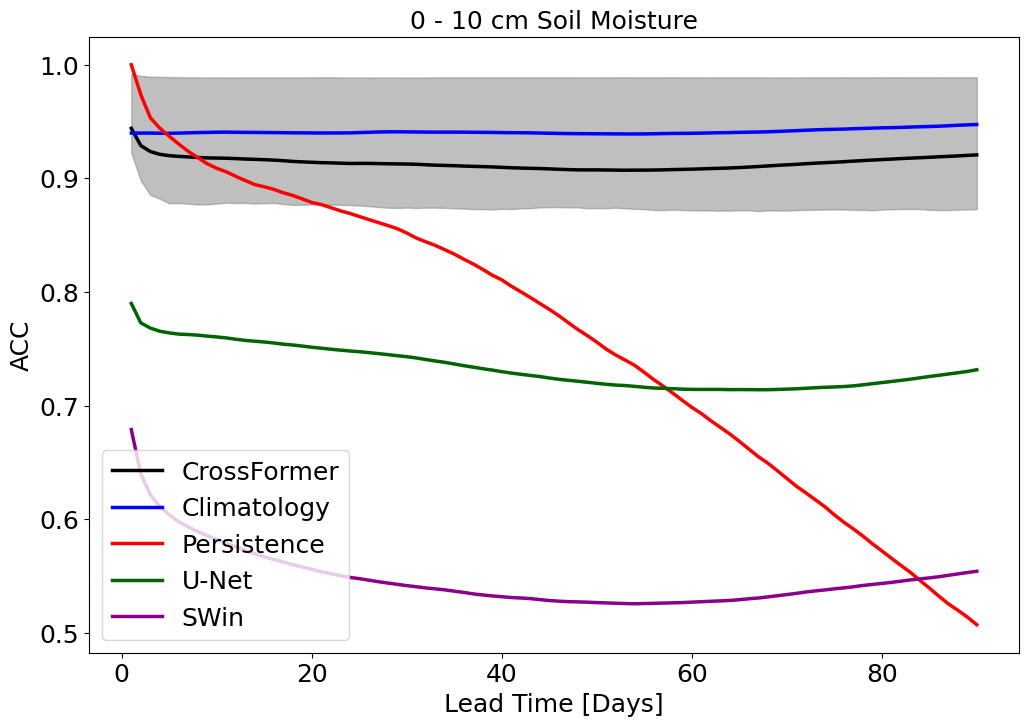 0 - 10 cm Soil Moisture
ACC
1.0
0.9
0.8
0.7
0.6
0.5
CrossFormer
Climatology
Persistence
U-Net
SWin
0 20 40 60 80
Lead Time [Days]